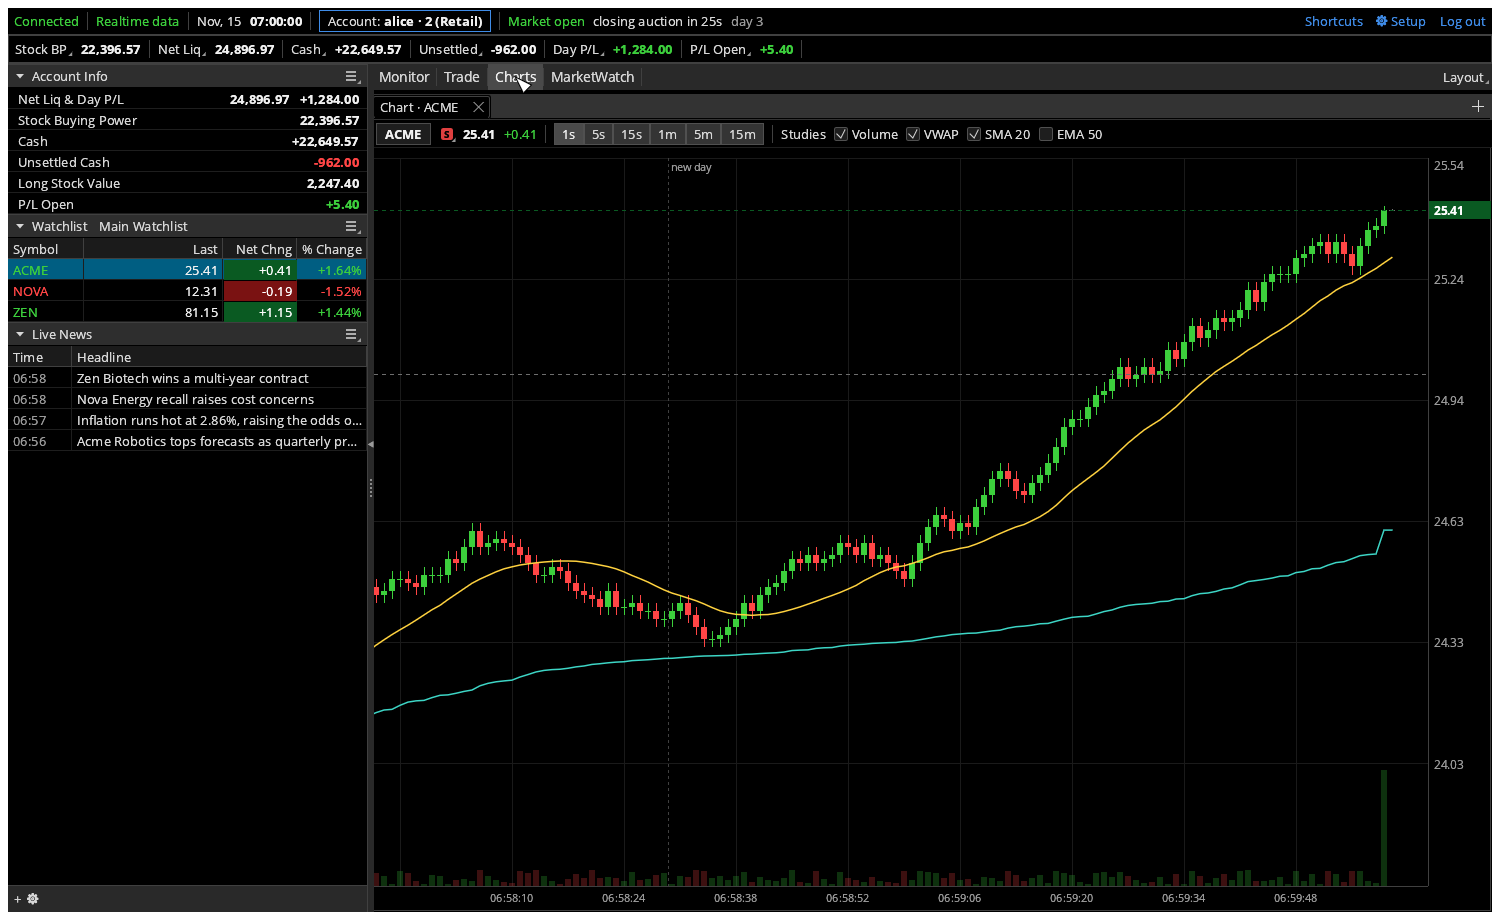 Connected Realtime data Nov, 15 07:00:00 Account: alice · 2 (Retail) Market open closing auction in 25s day 3 Shortcuts Setup Log out
Stock BP 22,396.57 Net Liq 24,896.97 Cash +22,649.57 Unsettled -962.00 Day P/L +1,284.00 P/L Open +5.40
Account Info
Net Liq & Day P/L 24,896.97 +1,284.00
Stock Buying Power 22,396.57
Cash +22,649.57
Unsettled Cash -962.00
Long Stock Value 2,247.40
P/L Open +5.40
Watchlist Main Watchlist
Symbol Last Net Chng % Change
ACME 25.41 +0.41 +1.64%
NOVA 12.31 -0.19 -1.52%
ZEN 81.15 +1.15 +1.44%
Live News
Time Headline
06:58 Zen Biotech wins a multi-year contract
06:58 Nova Energy recall raises cost concerns
06:57 Inflation runs hot at 2.86%, raising the odds o...
06:56 Acme Robotics tops forecasts as quarterly pr...
Monitor Trade Charts MarketWatch Layout
Chart · ACME
ACME S 25.41 +0.41 1s 5s 15s 1m 5m 15m Studies Volume VWAP SMA 20 EMA 50
new day
25.54
25.41
25.24
24.94
24.63
24.33
24.03
06:58:10 06:58:24 06:58:38 06:58:52 06:59:06 06:59:20 06:59:34 06:59:48